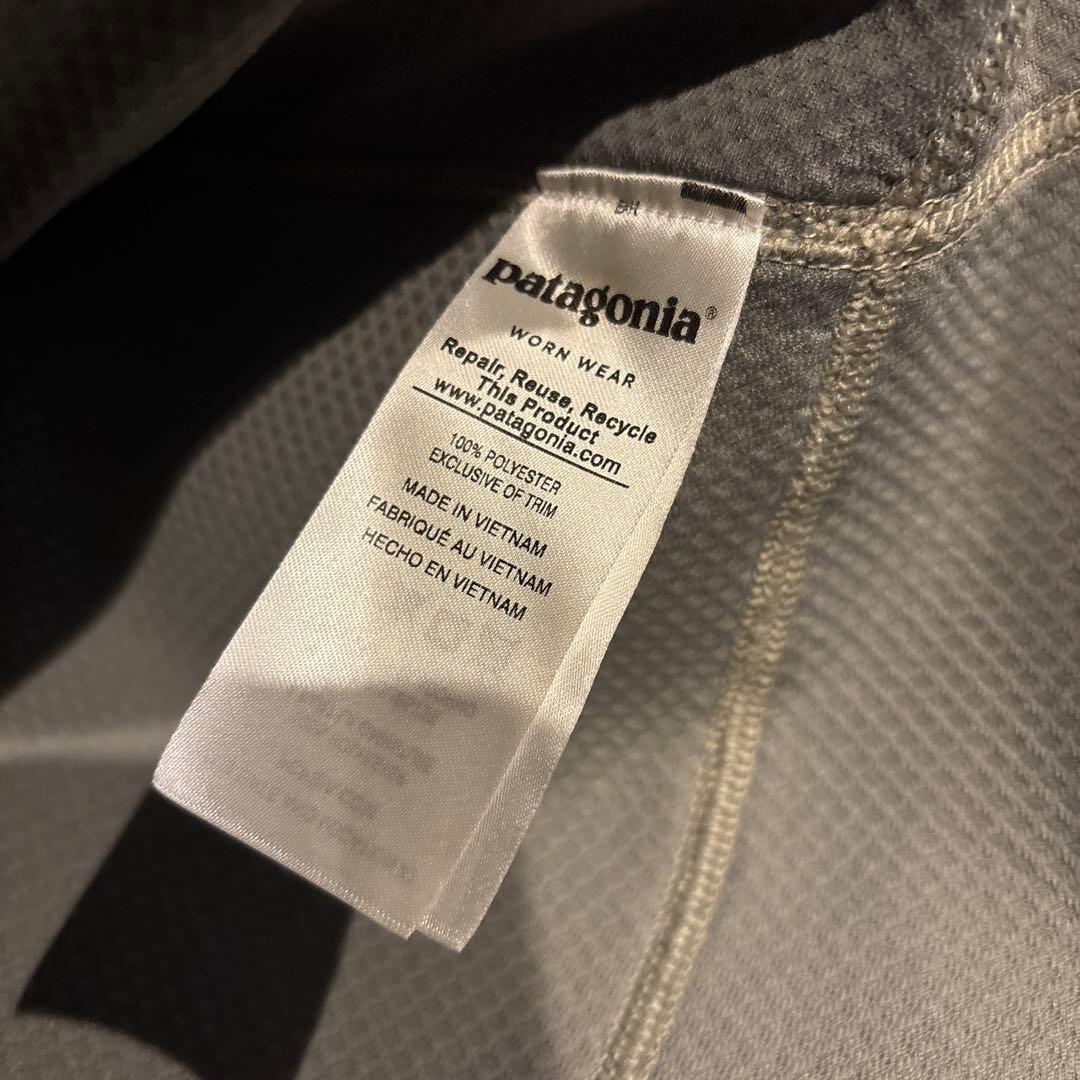 patagonia®
WORN WEAR
Repair, Reuse, Recycle
This Product
www.patagonia.com
100% POLYESTER
EXCLUSIVE OF TRIM
MADE IN VIETNAM
FABRIQUÉ AU VIETNAM
HECHO EN VIETNAM